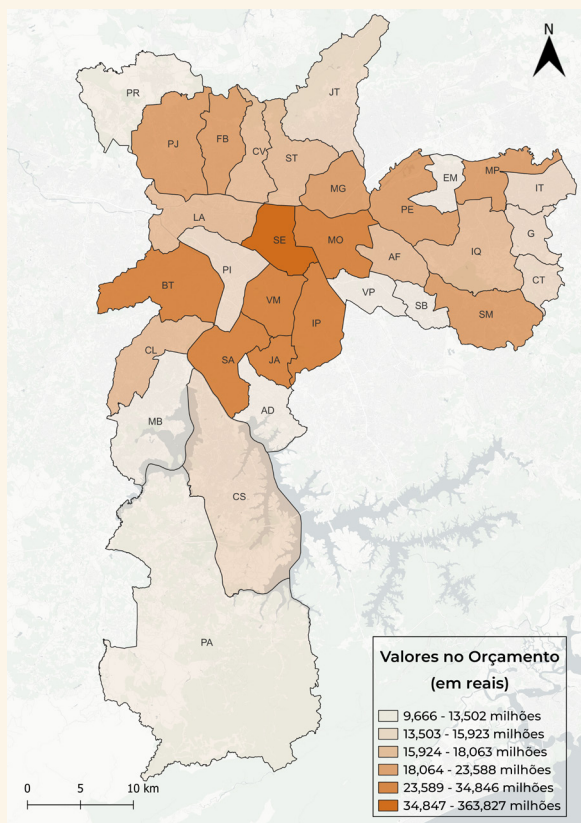 N
PR
JT
PJ
FB
CV
ST
MG
EM
MP
IT
PE
LA
SE
MO
G
AF
IQ
PI
BT
VM
IP
VP
SB
CT
SM
CL
SA
JA
MB
AD
CS
PA
Valores no Orçamento
(em reais)
9,666 - 13,502 milhões
13,503 - 15,923 milhões
15,924 - 18,063 milhões
18,064 - 23,588 milhões
23,589 - 34,846 milhões
34,847 - 363,827 milhões
0 5 10 km